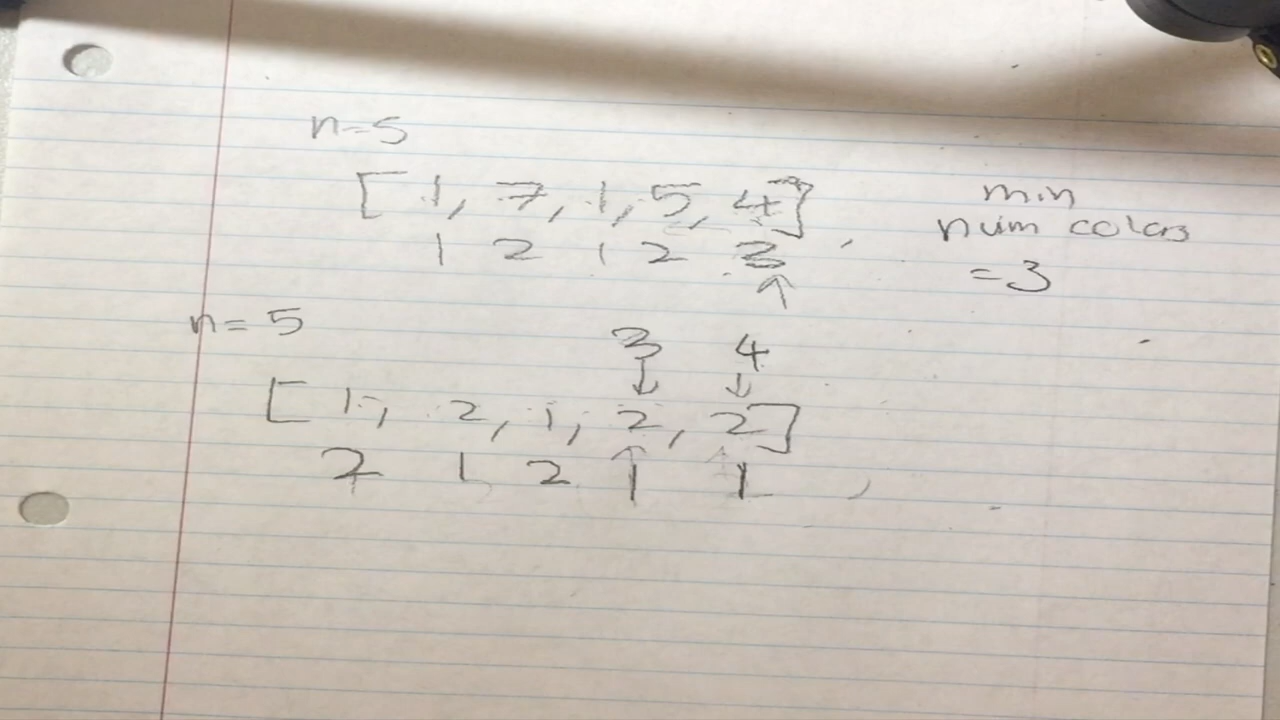 n=5
[1, 7, 1, 5, 4]
1 2 1 2 3
min
num colors
=3
n=5
3 4
↓ ↓
[1, 2, 1, 2, 2]
2 1 2 1 1